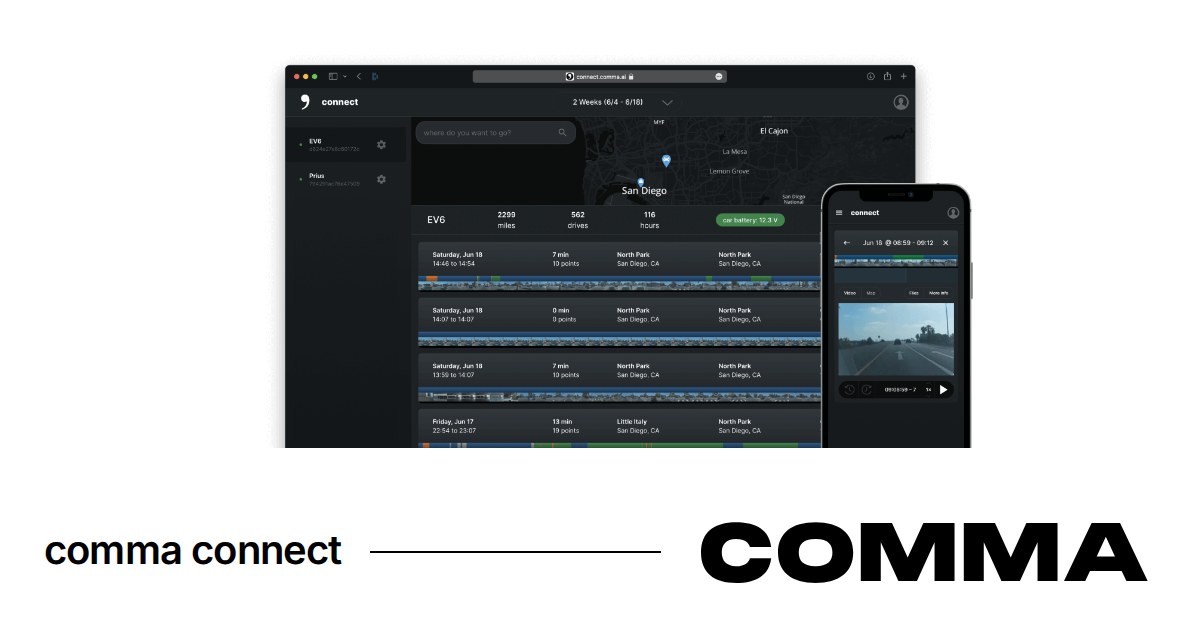 connect.comma.ai
connect
2 Weeks (6/4 - 6/18)
where do you want to go?
MYF
El Cajon
La Mesa
Lemon Grove
San Diego
San Diego
National
EV6
Prius
EV6
2299
miles
562
drives
116
hours
car battery: 12.3 V
Saturday, Jun 18
14:46 to 14:54
7 min
10 points
North Park
San Diego, CA
North Park
San Diego, CA
Saturday, Jun 18
14:07 to 14:07
0 min
0 points
North Park
San Diego, CA
North Park
San Diego, CA
Saturday, Jun 18
13:59 to 14:07
7 min
10 points
North Park
San Diego, CA
North Park
San Diego, CA
Friday, Jun 17
22:54 to 23:07
13 min
19 points
Little Italy
San Diego, CA
North Park
San Diego, CA
connect
Jun 18 @ 08:59 - 09:12
Video Map Files More info
comma connect
COMMA